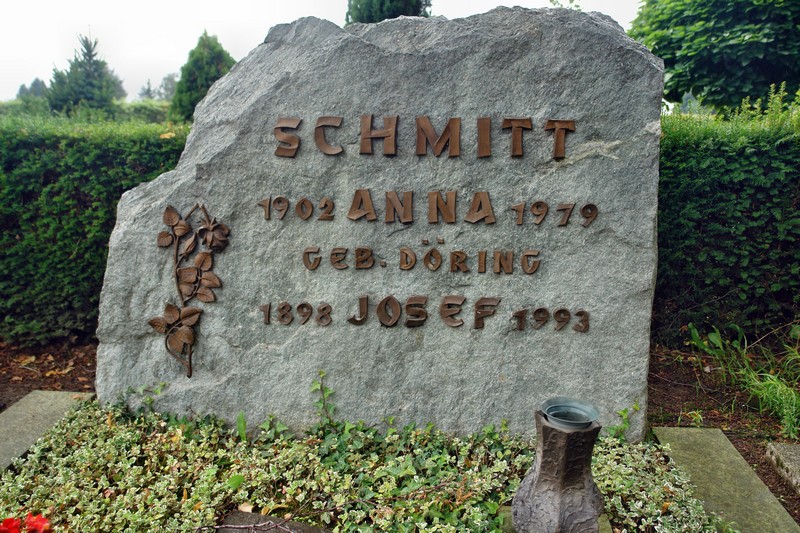 SCHMITT
1902 ANNA 1979
GEB. DÖRING
1898 JOSEF 1993